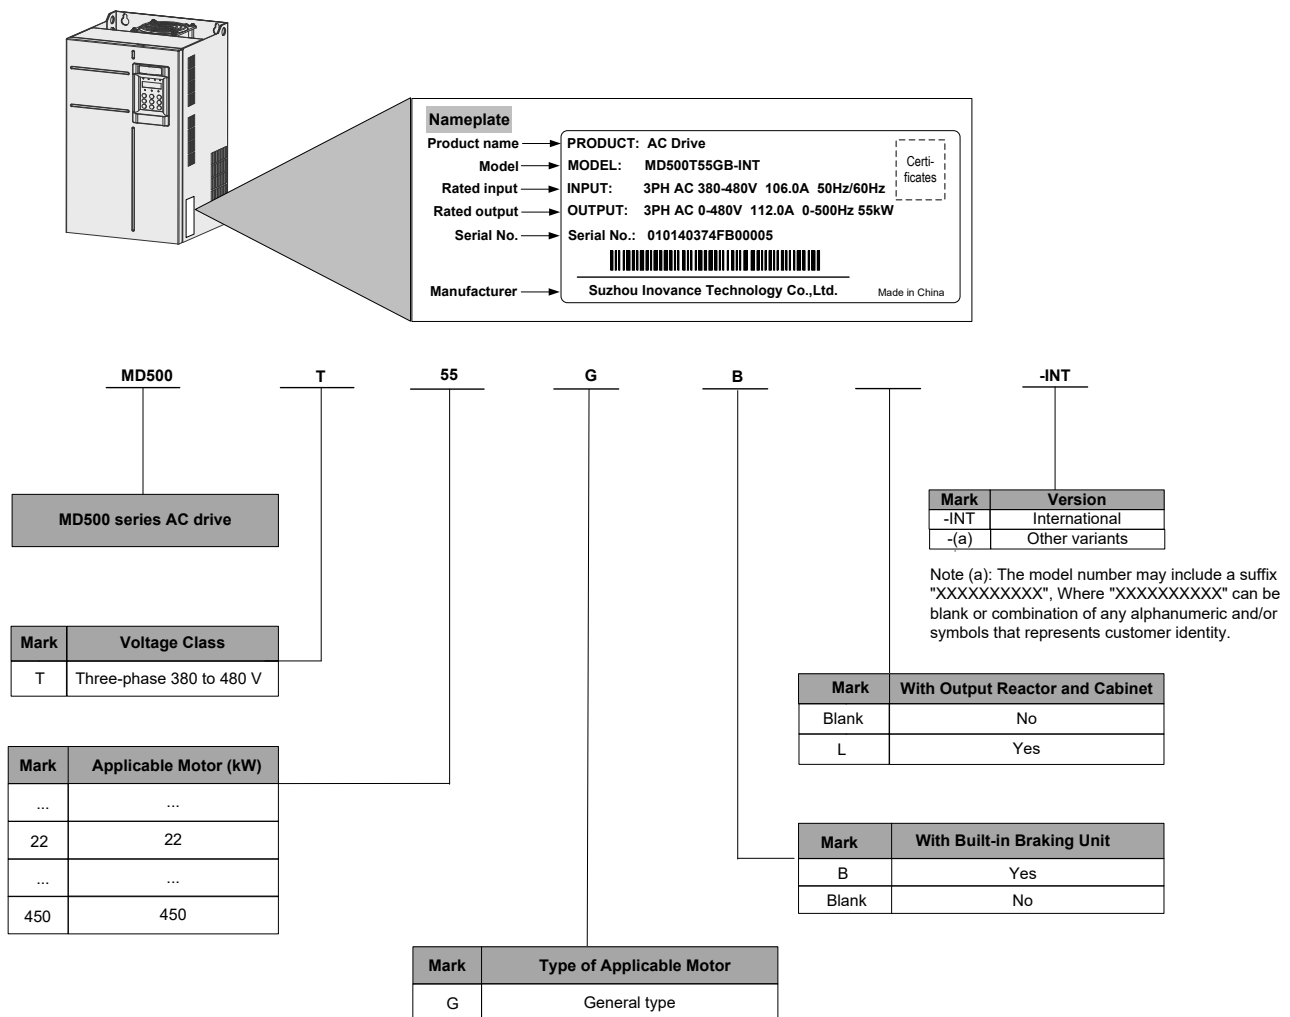 Nameplate
Product name PRODUCT: AC Drive
Model MODEL: MD500T55GB-INT
Rated input INPUT: 3PH AC 380-480V 106.0A 50Hz/60Hz
Rated output OUTPUT: 3PH AC 0-480V 112.0A 0-500Hz 55kW
Serial No. Serial No.: 010140374FB00005
Manufacturer Suzhou Inovance Technology Co.,Ltd. Made in China
Certi-
ficates
MD500 T 55 G B -INT
MD500 series AC drive
Mark Version
-INT International
-(a) Other variants
Note (a): The model number may include a suffix
"XXXXXXXXXX", Where "XXXXXXXXXX" can be
blank or combination of any alphanumeric and/or
symbols that represents customer identity.
Mark Voltage Class
T Three-phase 380 to 480 V
Mark With Output Reactor and Cabinet
Blank No
L Yes
Mark Applicable Motor (kW)
... ...
22 22
... ...
450 450
Mark With Built-in Braking Unit
B Yes
Blank No
Mark Type of Applicable Motor
G General type